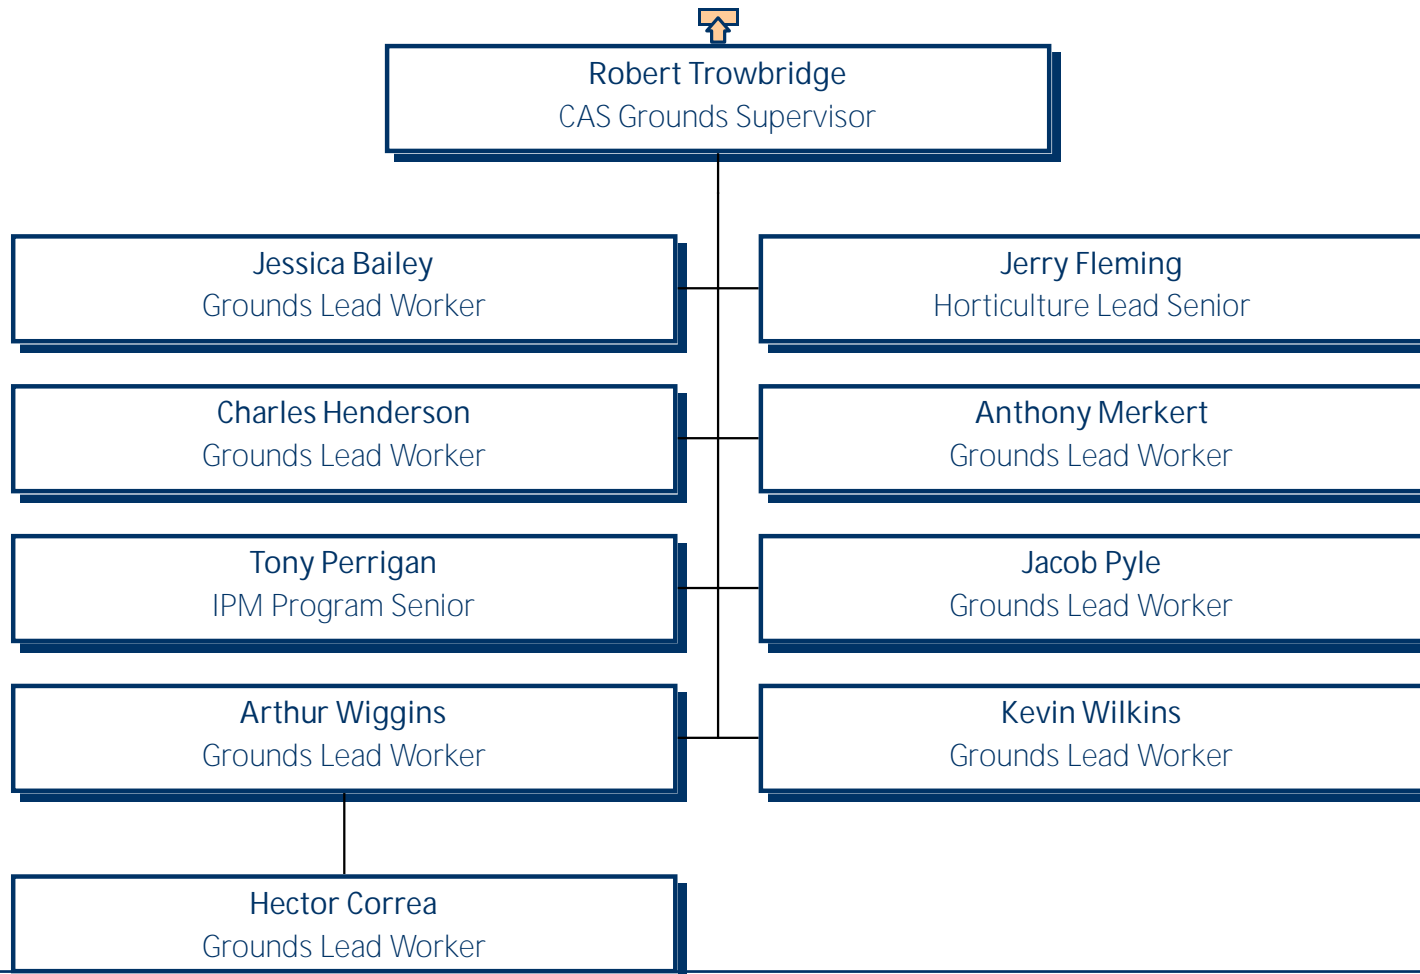 Robert Trowbridge
CAS Grounds Supervisor
Jessica Bailey
Grounds Lead Worker
Jerry Fleming
Horticulture Lead Senior
Charles Henderson
Grounds Lead Worker
Anthony Merkert
Grounds Lead Worker
Tony Perrigan
IPM Program Senior
Jacob Pyle
Grounds Lead Worker
Arthur Wiggins
Grounds Lead Worker
Kevin Wilkins
Grounds Lead Worker
Hector Correa
Grounds Lead Worker